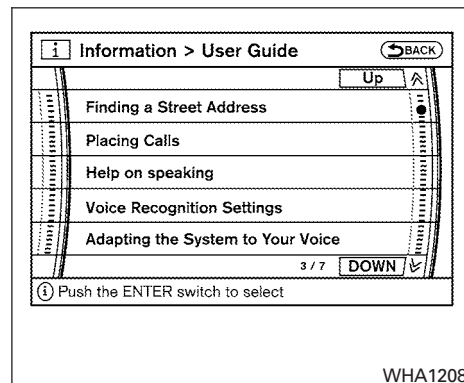 i Information > User Guide BACK
Up
Finding a Street Address
Placing Calls
Help on speaking
Voice Recognition Settings
Adapting the System to Your Voice
3 / 7 DOWN
i Push the ENTER switch to select
WHA1208